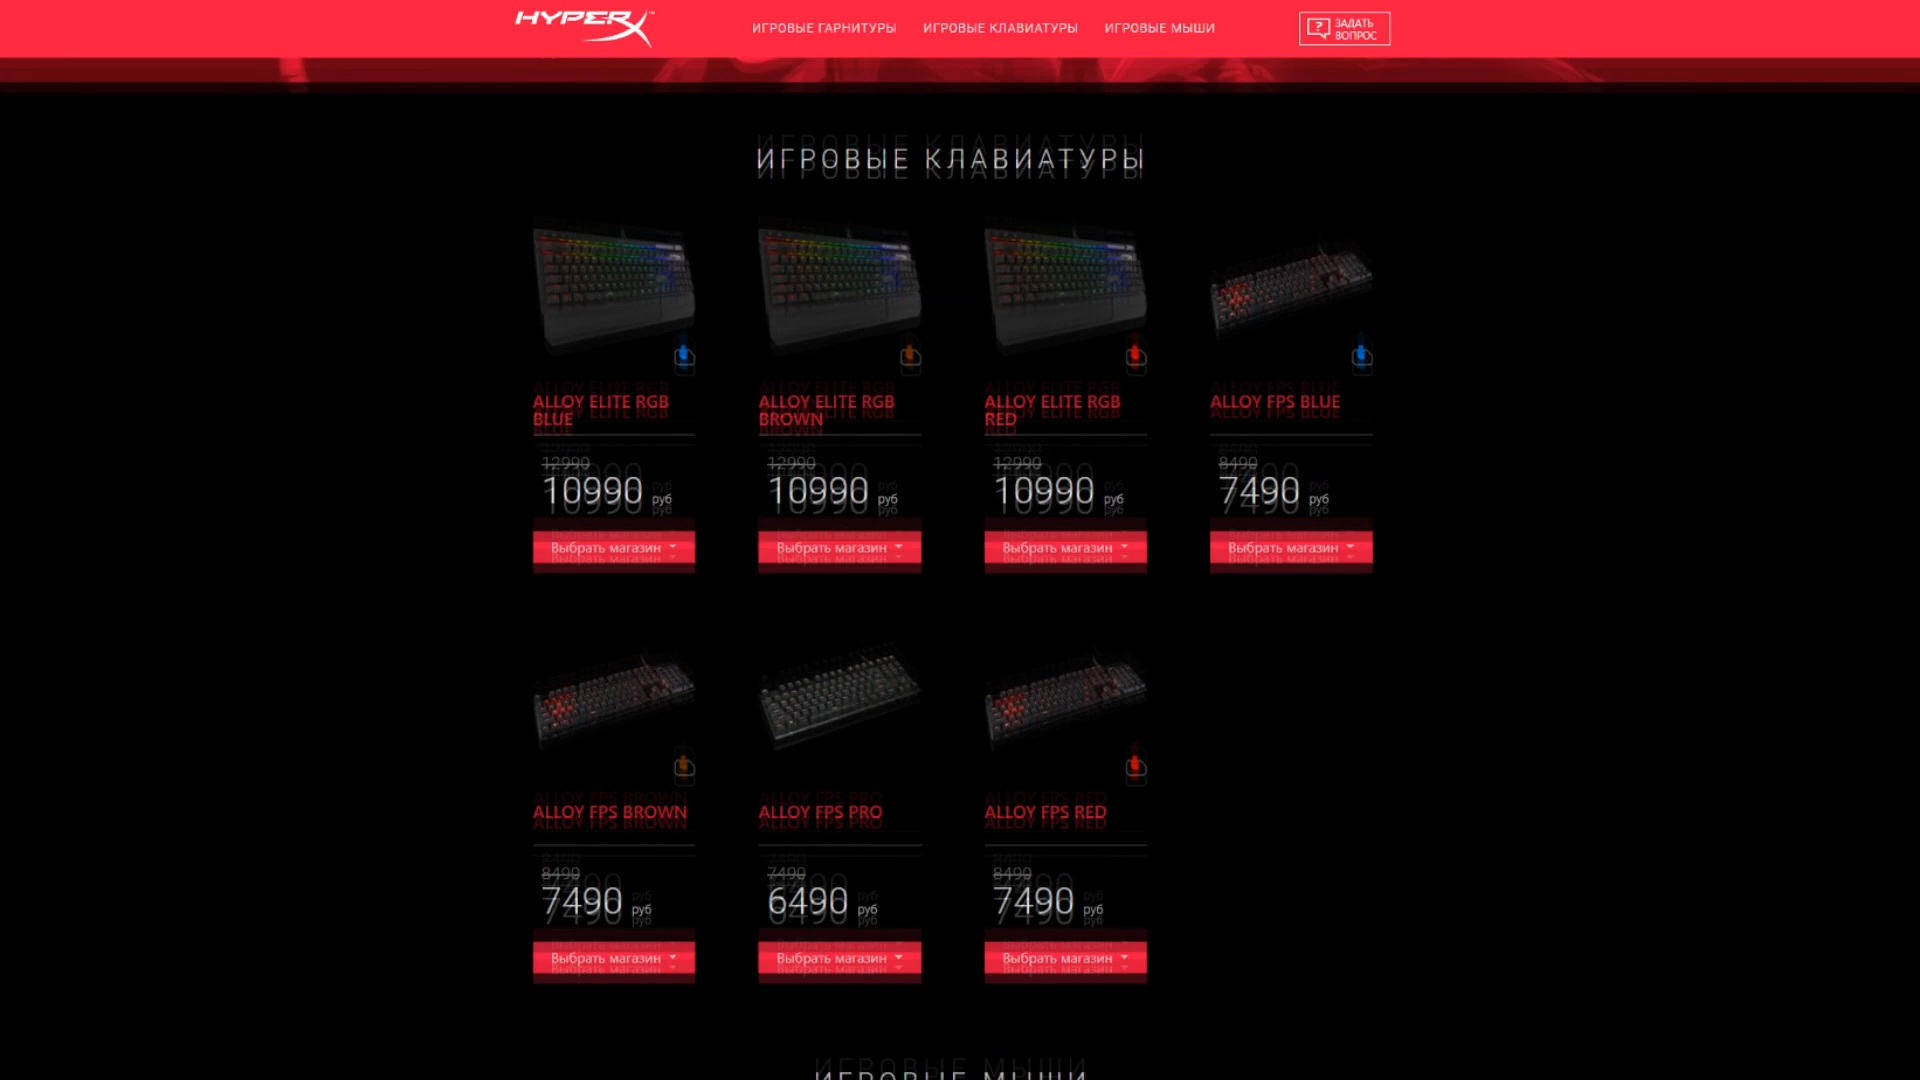 HYPERX™
ИГРОВЫЕ ГАРНИТУРЫ ИГРОВЫЕ КЛАВИАТУРЫ ИГРОВЫЕ МЫШИ
ЗАДАТЬ
ВОПРОС
ИГРОВЫЕ КЛАВИАТУРЫ
ALLOY ELITE RGB
BLUE
12990
10990 руб
Выбрать магазин
ALLOY ELITE RGB
BROWN
12990
10990 руб
Выбрать магазин
ALLOY ELITE RGB
RED
12990
10990 руб
Выбрать магазин
ALLOY FPS BLUE
8490
7490 руб
Выбрать магазин
ALLOY FPS BROWN
8490
7490 руб
Выбрать магазин
ALLOY FPS PRO
7490
6490 руб
Выбрать магазин
ALLOY FPS RED
8490
7490 руб
Выбрать магазин
ИГРОВЫЕ МЫШИ